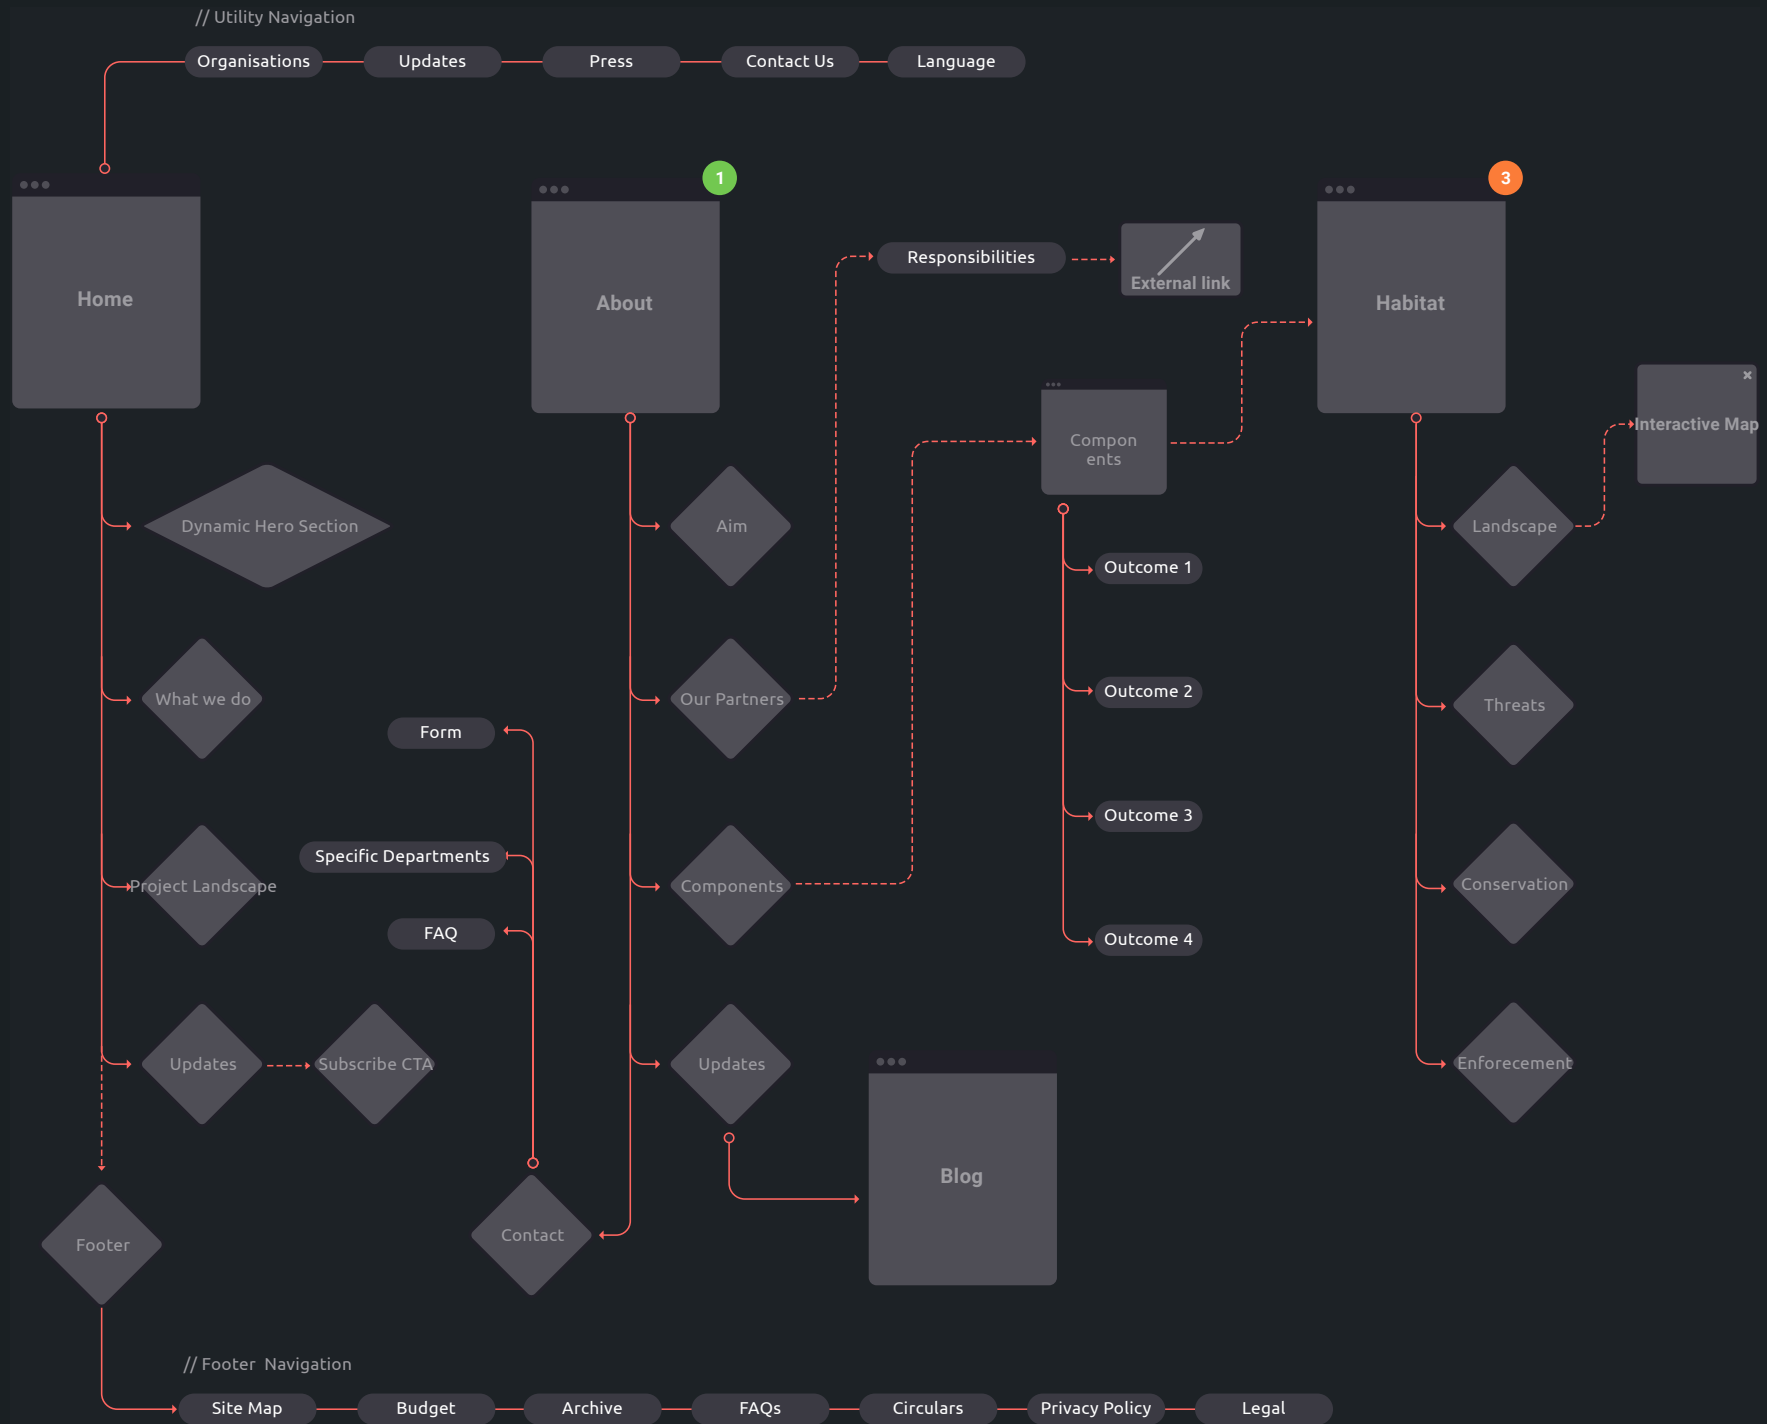 // Utility Navigation
Organisations
Updates
Press
Contact Us
Language
1
3
Home
About
Responsibilities
External link
Habitat
Interactive Map
Compon
ents
Dynamic Hero Section
Aim
Landscape
Outcome 1
What we do
Our Partners
Outcome 2
Threats
Form
Outcome 3
Specific Departments
Project Landscape
Components
Conservation
FAQ
Outcome 4
Updates
Subscribe CTA
Updates
Enforecement
Blog
Footer
Contact
// Footer Navigation
Site Map
Budget
Archive
FAQs
Circulars
Privacy Policy
Legal